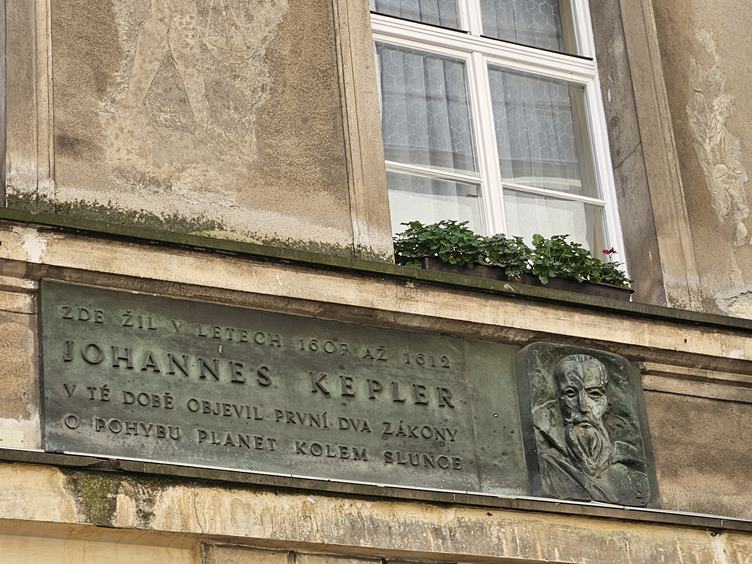 ZDE ŽIL V LETECH 1607 AŽ 1612
JOHANNES KEPLER
V TÉ DOBĚ OBJEVIL PRVNÍ DVA ZÁKONY
O POHYBU PLANET KOLEM SLUNCE